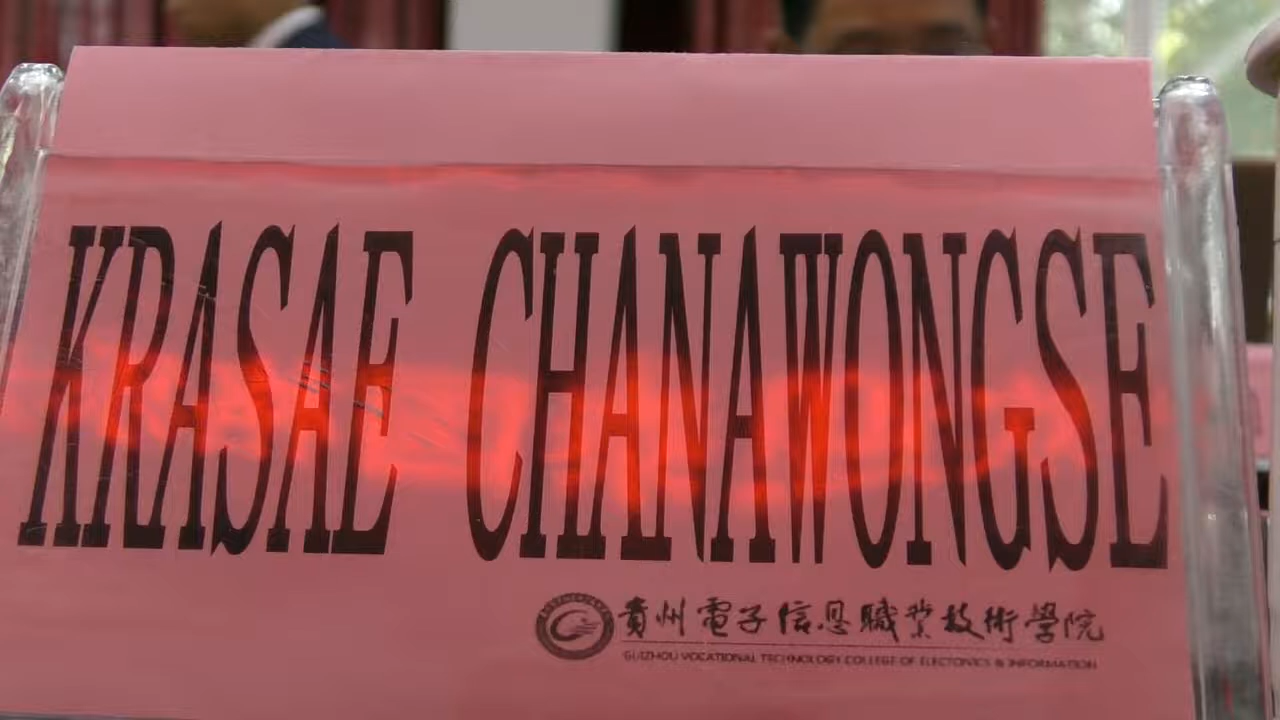 KRASAE CHANAWONGSE
貴州電子信息職業技術學院
GUIZHOU VOCATIONAL TECHNOLOGY COLLEGE OF ELECTONICS & INFORMATION